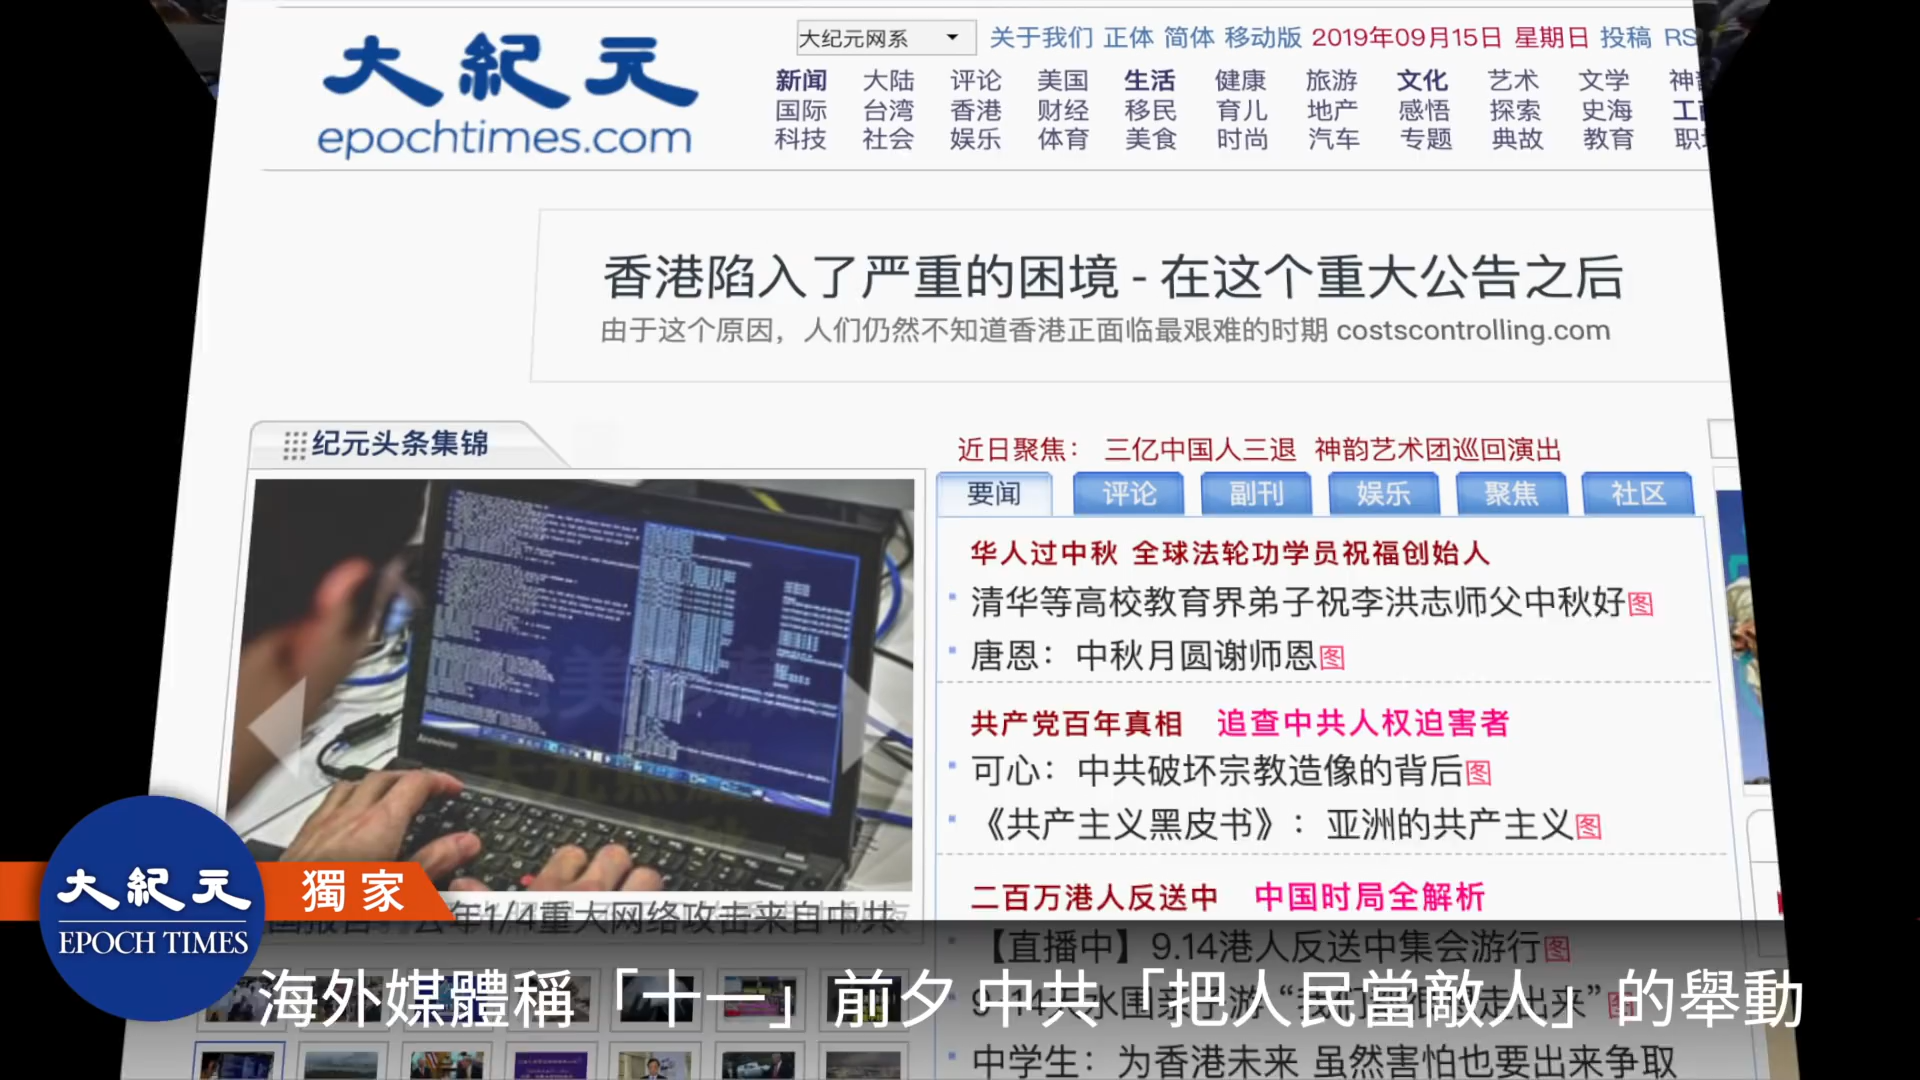 大紀元
epochtimes.com
大纪元网系 关于我们 正体 简体 移动版 2019年09月15日 星期日 投稿 RS
新闻 大陆 评论 美国 生活 健康 旅游 文化 艺术 文学 神
国际 台湾 香港 财经 移民 育儿 地产 感悟 探索 史海
科技 社会 娱乐 体育 美食 时尚 汽车 专题 典故 教育 职
香港陷入了严重的困境 - 在这个重大公告之后
由于这个原因，人们仍然不知道香港正面临最艰难的时期 costscontrolling.com
纪元头条集锦
近日聚焦： 三亿中国人三退 神韵艺术团巡回演出
要闻 评论 副刊 娱乐 聚焦 社区
华人过中秋 全球法轮功学员祝福创始人
清华等高校教育界弟子祝李洪志师父中秋好图
唐恩：中秋月圆谢师恩图
共产党百年真相 追查中共人权迫害者
可心：中共破坏宗教造像的背后图
《共产主义黑皮书》：亚洲的共产主义图
二百万港人反送中 中国时局全解析
【直播中】9.14港人反送中集会游行图
中学生：为香港未来 虽然害怕也要出来争取
去年1/4重大网络攻击来自中共
獨家
大紀元
EPOCH TIMES
海外媒體稱「十一」前夕 中共「把人民當敵人」的舉動